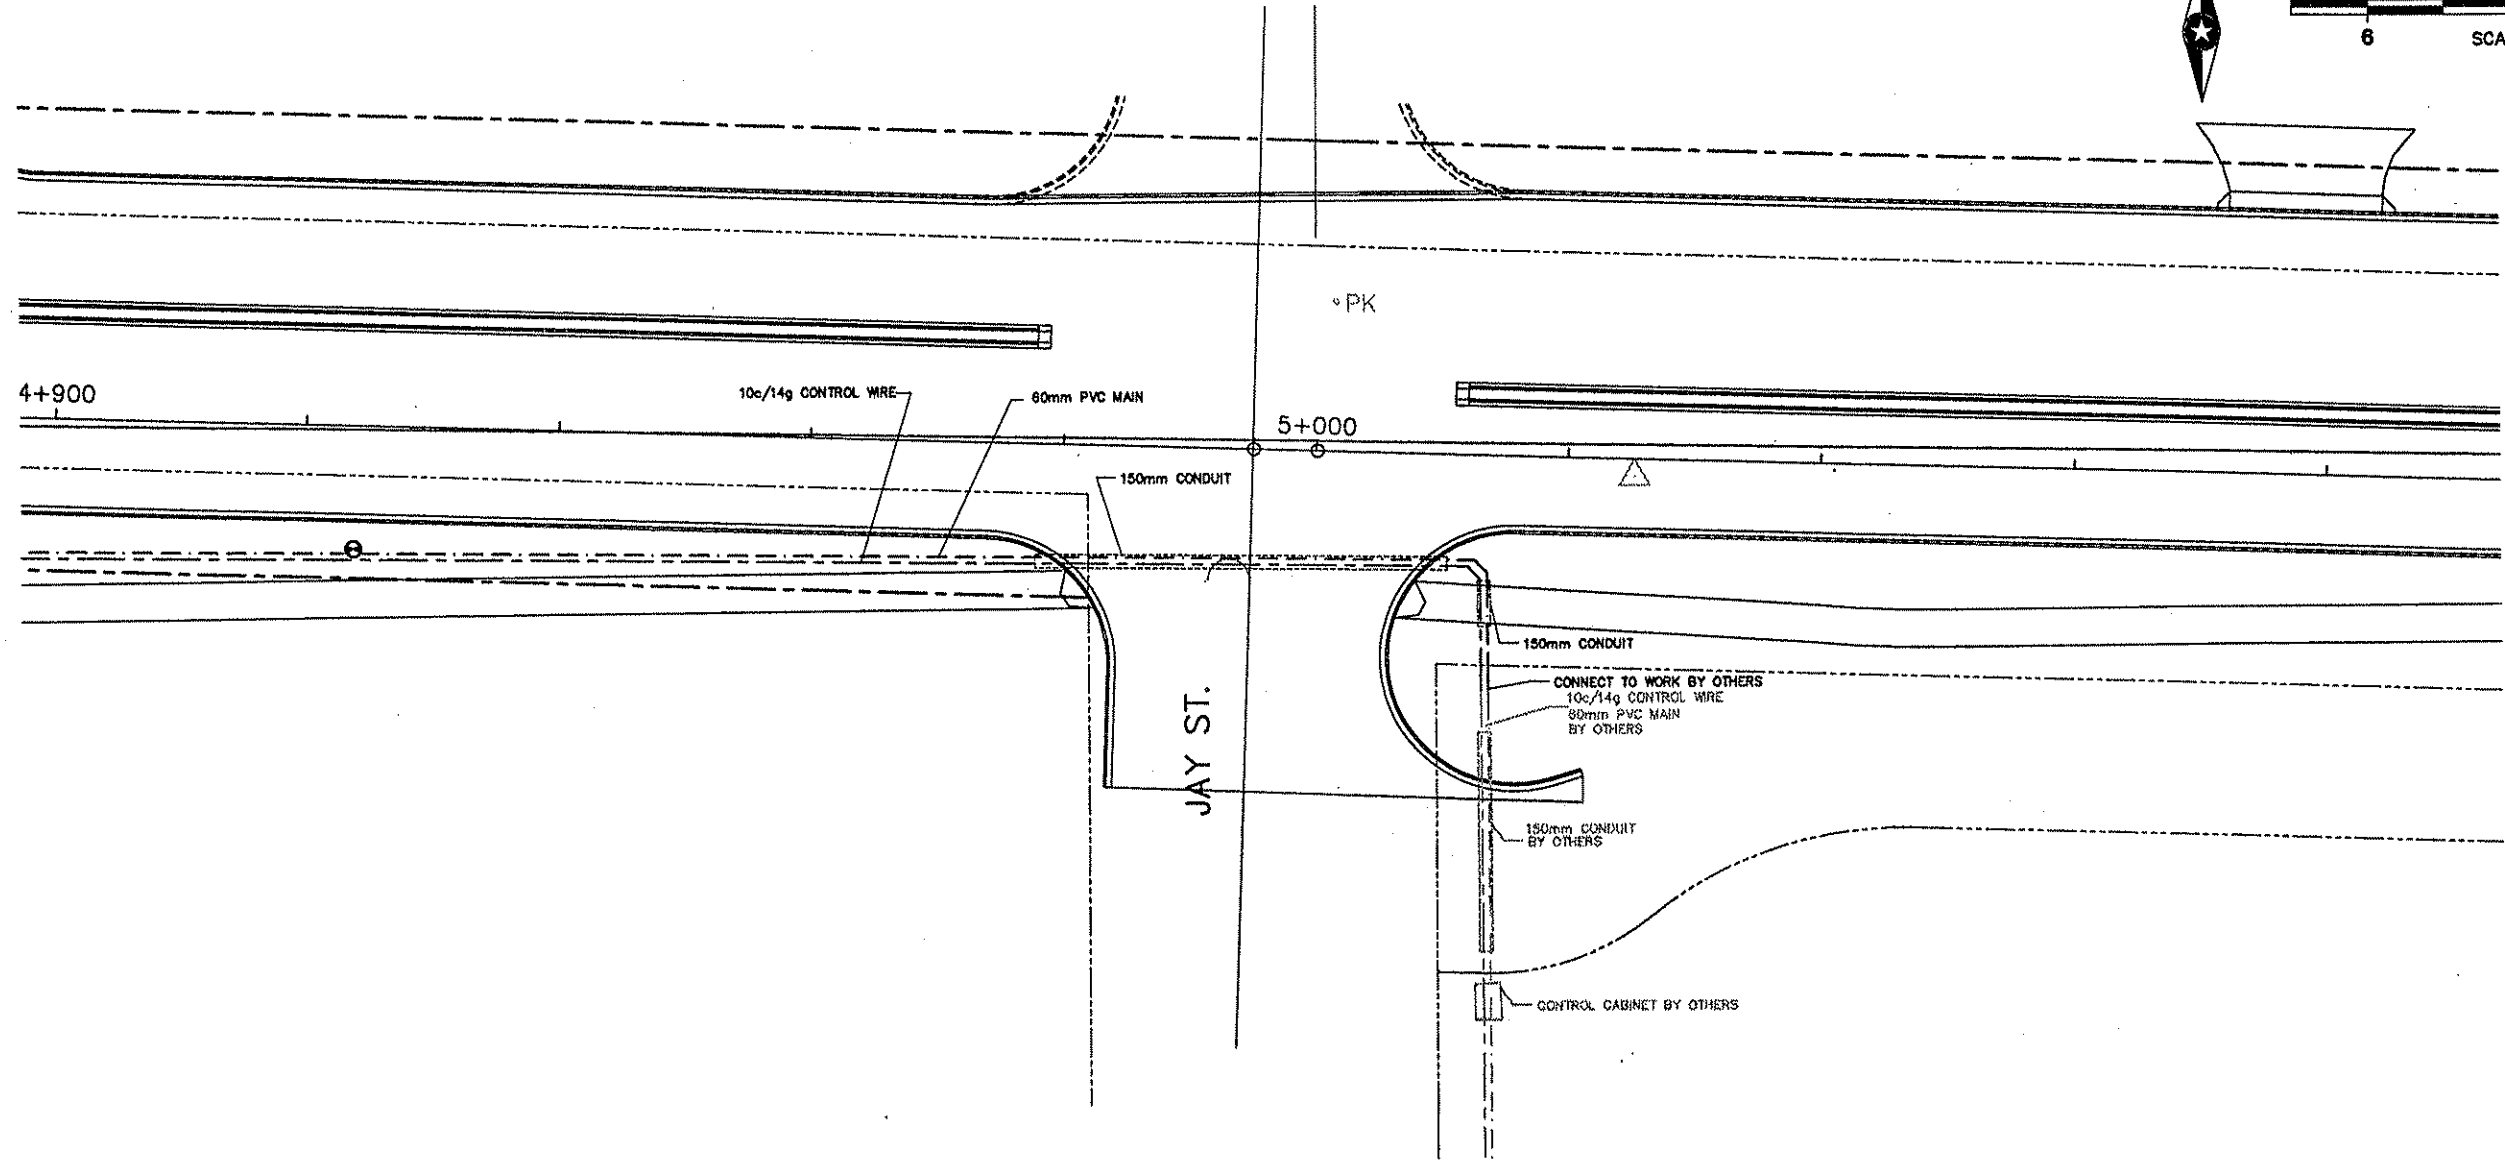 6 SCA
PK
4+900
10c/14g CONTROL WIRE
60mm PVC MAIN
5+000
150mm CONDUIT
150mm CONDUIT
CONNECT TO WORK BY OTHERS
10c/14g CONTROL WIRE
60mm PVC MAIN
BY OTHERS
JAY ST.
150mm CONDUIT
BY OTHERS
CONTROL CABINET BY OTHERS